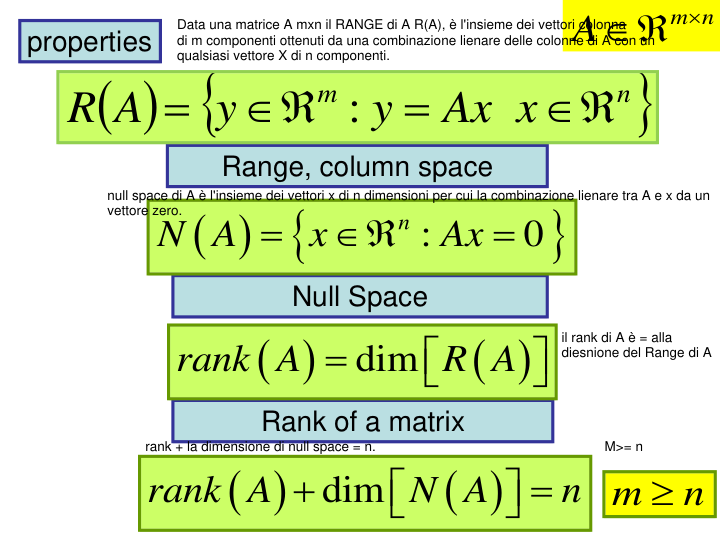 properties
Data una matrice A mxn il RANGE di A R(A), è l'insieme dei vettori colonna
di m componenti ottenuti da una combinazione lienare delle colonne di A con un
qualsiasi vettore X di n componenti.
A ∈ ℜ^{m×n}
R(A) = {y ∈ ℜ^m : y = Ax  x ∈ ℜ^n}
Range, column space
null space di A è l'insieme dei vettori x di n dimensioni per cui la combinazione lienare tra A e x da un
vettore zero.
N(A) = {x ∈ ℜ^n : Ax = 0}
Null Space
rank(A) = dim[R(A)]
il rank di A è = alla
diesnione del Range di A
Rank of a matrix
rank + la dimensione di null space = n.
M>= n
rank(A) + dim[N(A)] = n
m ≥ n